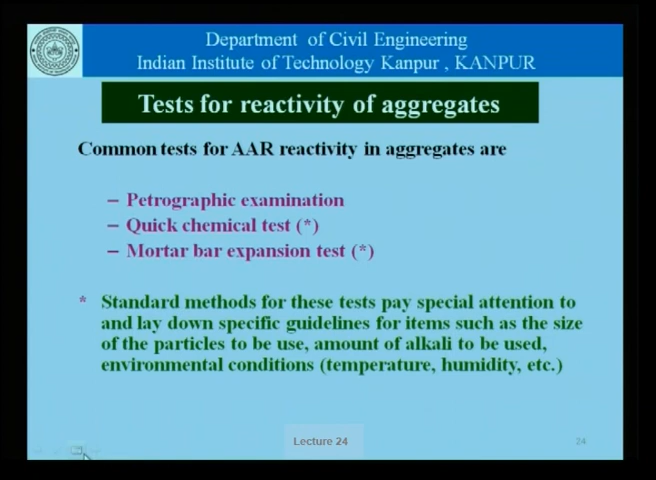 Department of Civil Engineering
Indian Institute of Technology Kanpur , KANPUR
Tests for reactivity of aggregates
Common tests for AAR reactivity in aggregates are
– Petrographic examination
– Quick chemical test (*)
– Mortar bar expansion test (*)
* Standard methods for these tests pay special attention to
and lay down specific guidelines for items such as the size
of the particles to be use, amount of alkali to be used,
environmental conditions (temperature, humidity, etc.)
Lecture 24
24